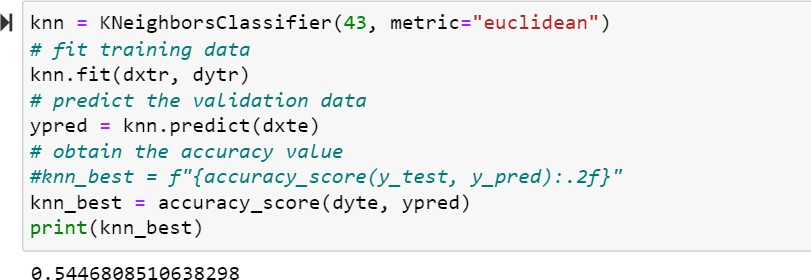 knn = KNeighborsClassifier(43, metric="euclidean")
# fit training data
knn.fit(dxtr, dytr)
# predict the validation data
ypred = knn.predict(dxte)
# obtain the accuracy value
#knn_best = f"{accuracy_score(y_test, y_pred):.2f}"
knn_best = accuracy_score(dyte, ypred)
print(knn_best)
0.5446808510638298